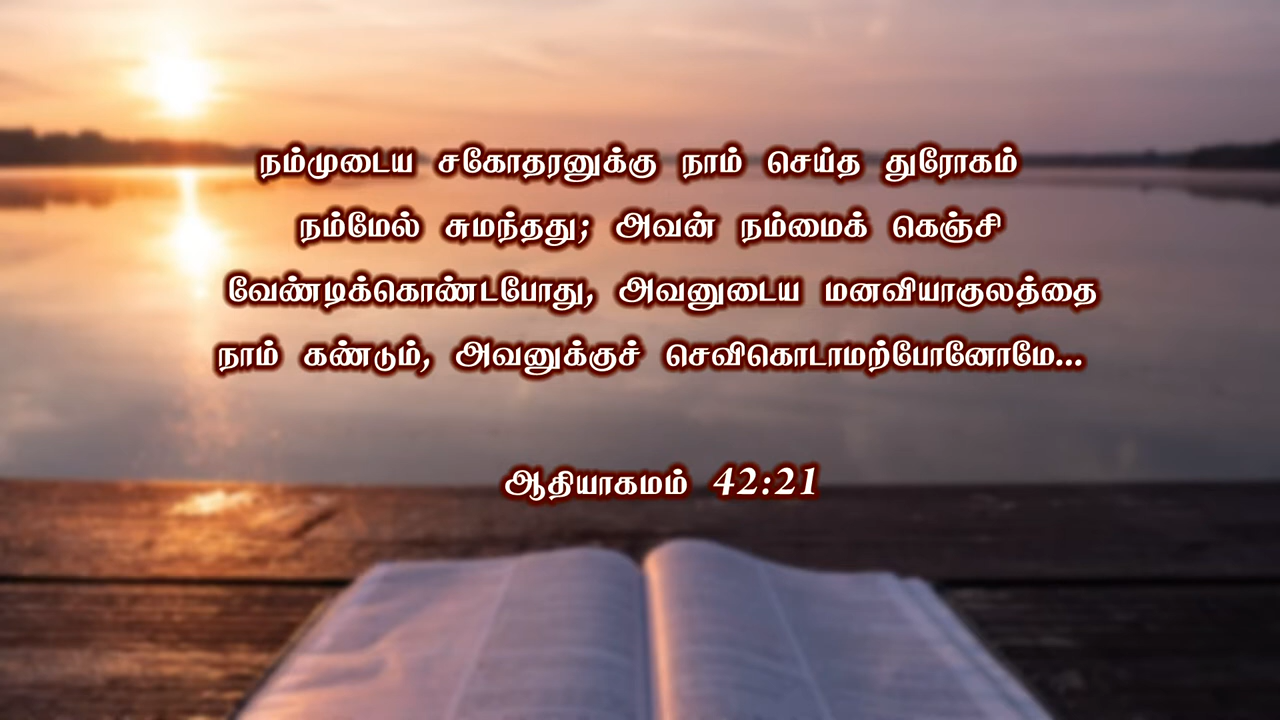 நம்முடைய சகோதரனுக்கு நாம் செய்த துரோகம்
நம்மேல் சுமந்தது; அவன் நம்மைக் கெஞ்சி
வேண்டிக்கொண்டபோது, அவனுடைய மனவியாகுலத்தை
நாம் கண்டும், அவனுக்குச் செவிகொடாமற்போனோமே...
ஆதியாகமம் 42:21